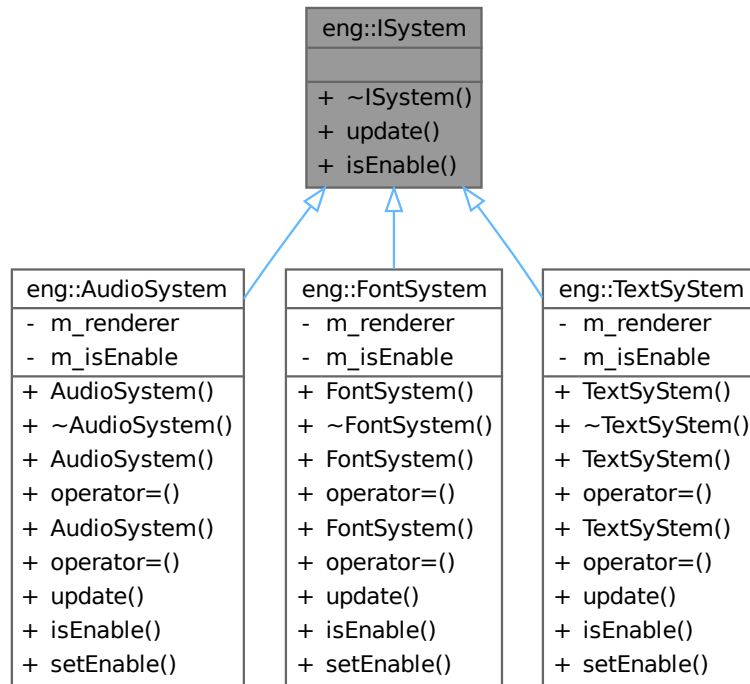 eng::ISystem
+ ~ISystem()
+ update()
+ isEnable()
eng::AudioSystem
- m_renderer
- m_isEnable
+ AudioSystem()
+ ~AudioSystem()
+ AudioSystem()
+ operator=()
+ AudioSystem()
+ operator=()
+ update()
+ isEnable()
+ setEnable()
eng::FontSystem
- m_renderer
- m_isEnable
+ FontSystem()
+ ~FontSystem()
+ FontSystem()
+ operator=()
+ FontSystem()
+ operator=()
+ update()
+ isEnable()
+ setEnable()
eng::TextSyStem
- m_renderer
- m_isEnable
+ TextSyStem()
+ ~TextSyStem()
+ TextSyStem()
+ operator=()
+ TextSyStem()
+ operator=()
+ update()
+ isEnable()
+ setEnable()